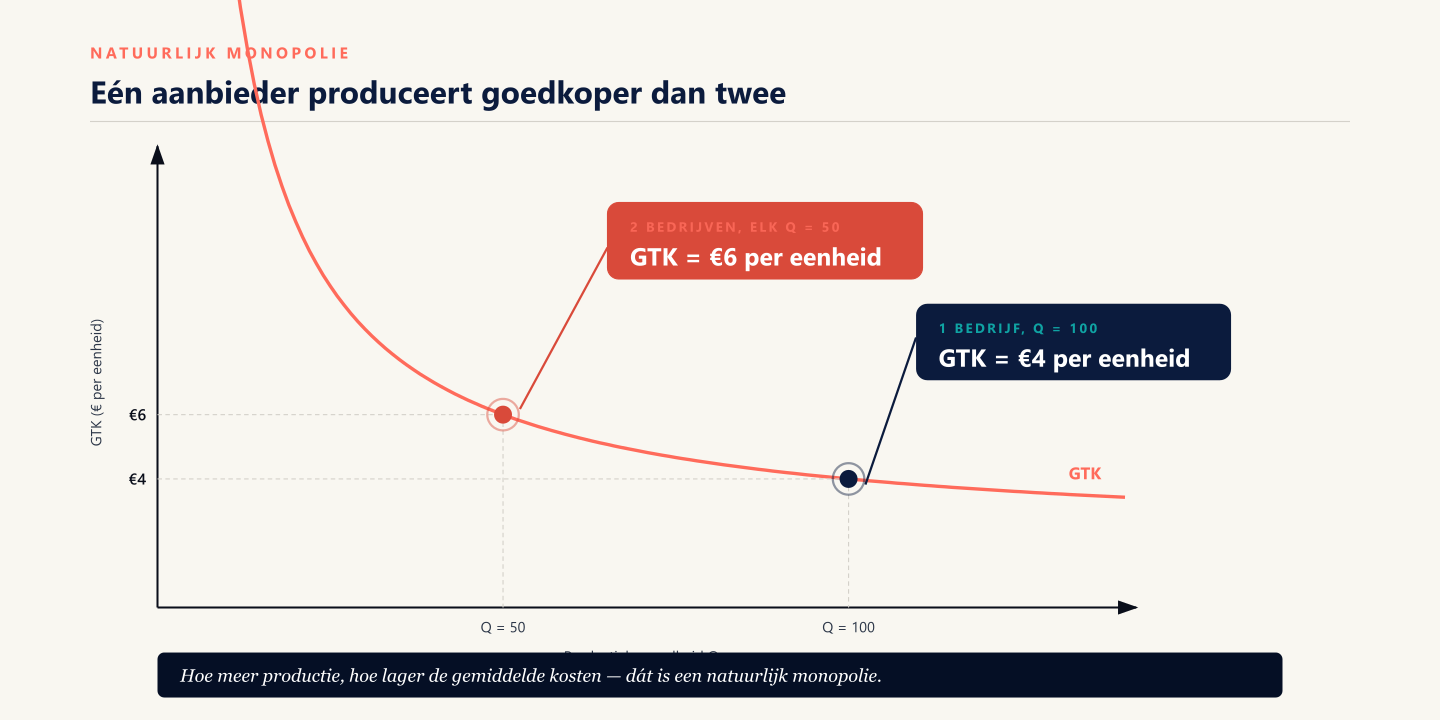 NATUURLIJK MONOPOLIE
Eén aanbieder produceert goedkoper dan twee
2 BEDRIJVEN, ELK Q = 50
GTK = €6 per eenheid
1 BEDRIJF, Q = 100
GTK = €4 per eenheid
GTK (€ per eenheid)
€6
€4
GTK
Q = 50
Q = 100
Hoe meer productie, hoe lager de gemiddelde kosten — dát is een natuurlijk monopolie.